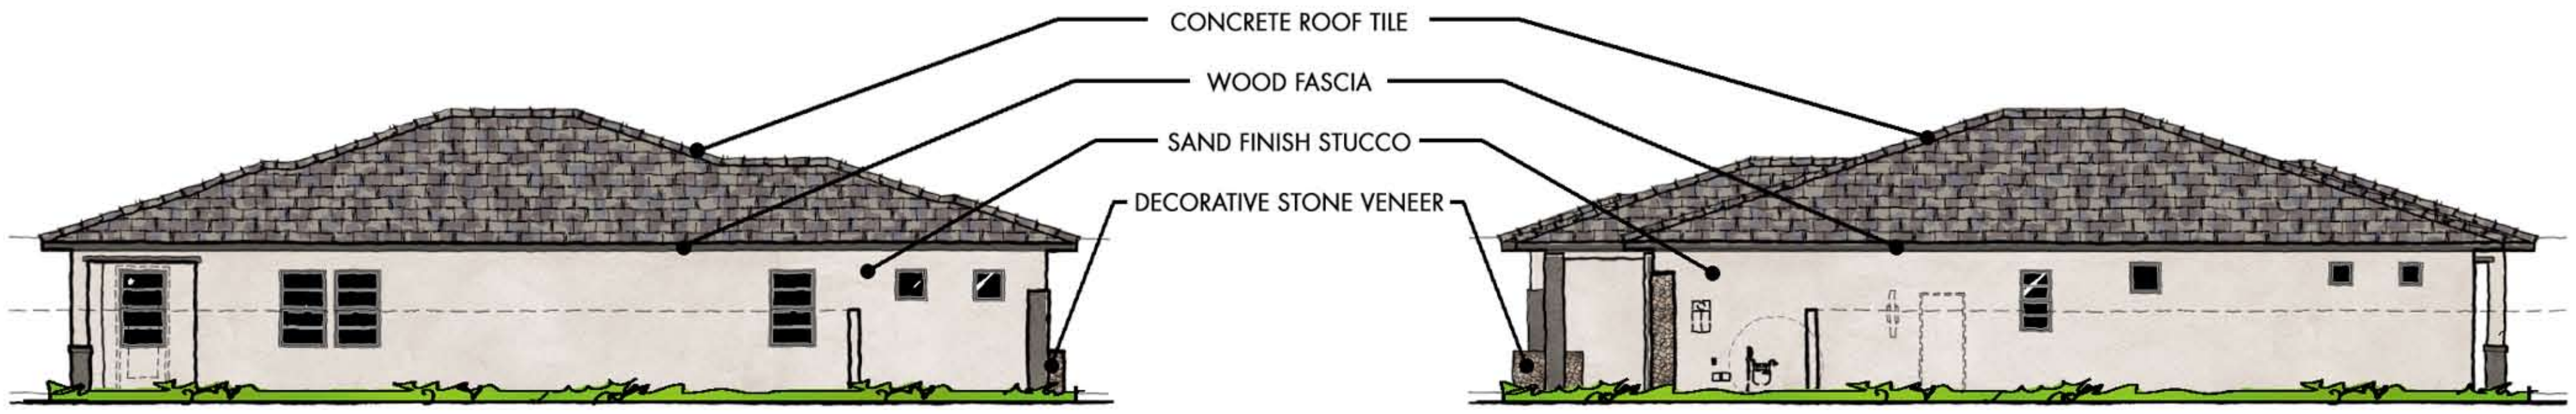 CONCRETE ROOF TILE
WOOD FASCIA
SAND FINISH STUCCO
DECORATIVE STONE VENEER